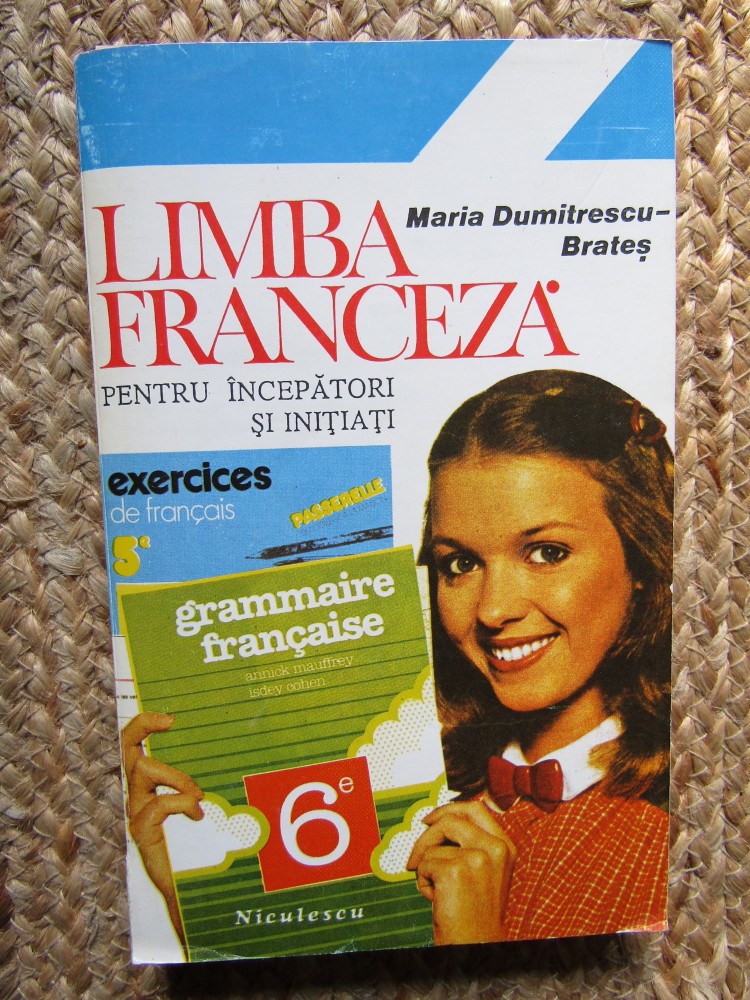 LIMBA
FRANCEZĂ
Maria Dumitrescu-
Brateș
PENTRU ÎNCEPĂTORI
ȘI INIȚIAȚI
exercices
de français
PASSERELLE
5e
grammaire
française
annick mauffrey
isdey cohen
6e
Niculescu